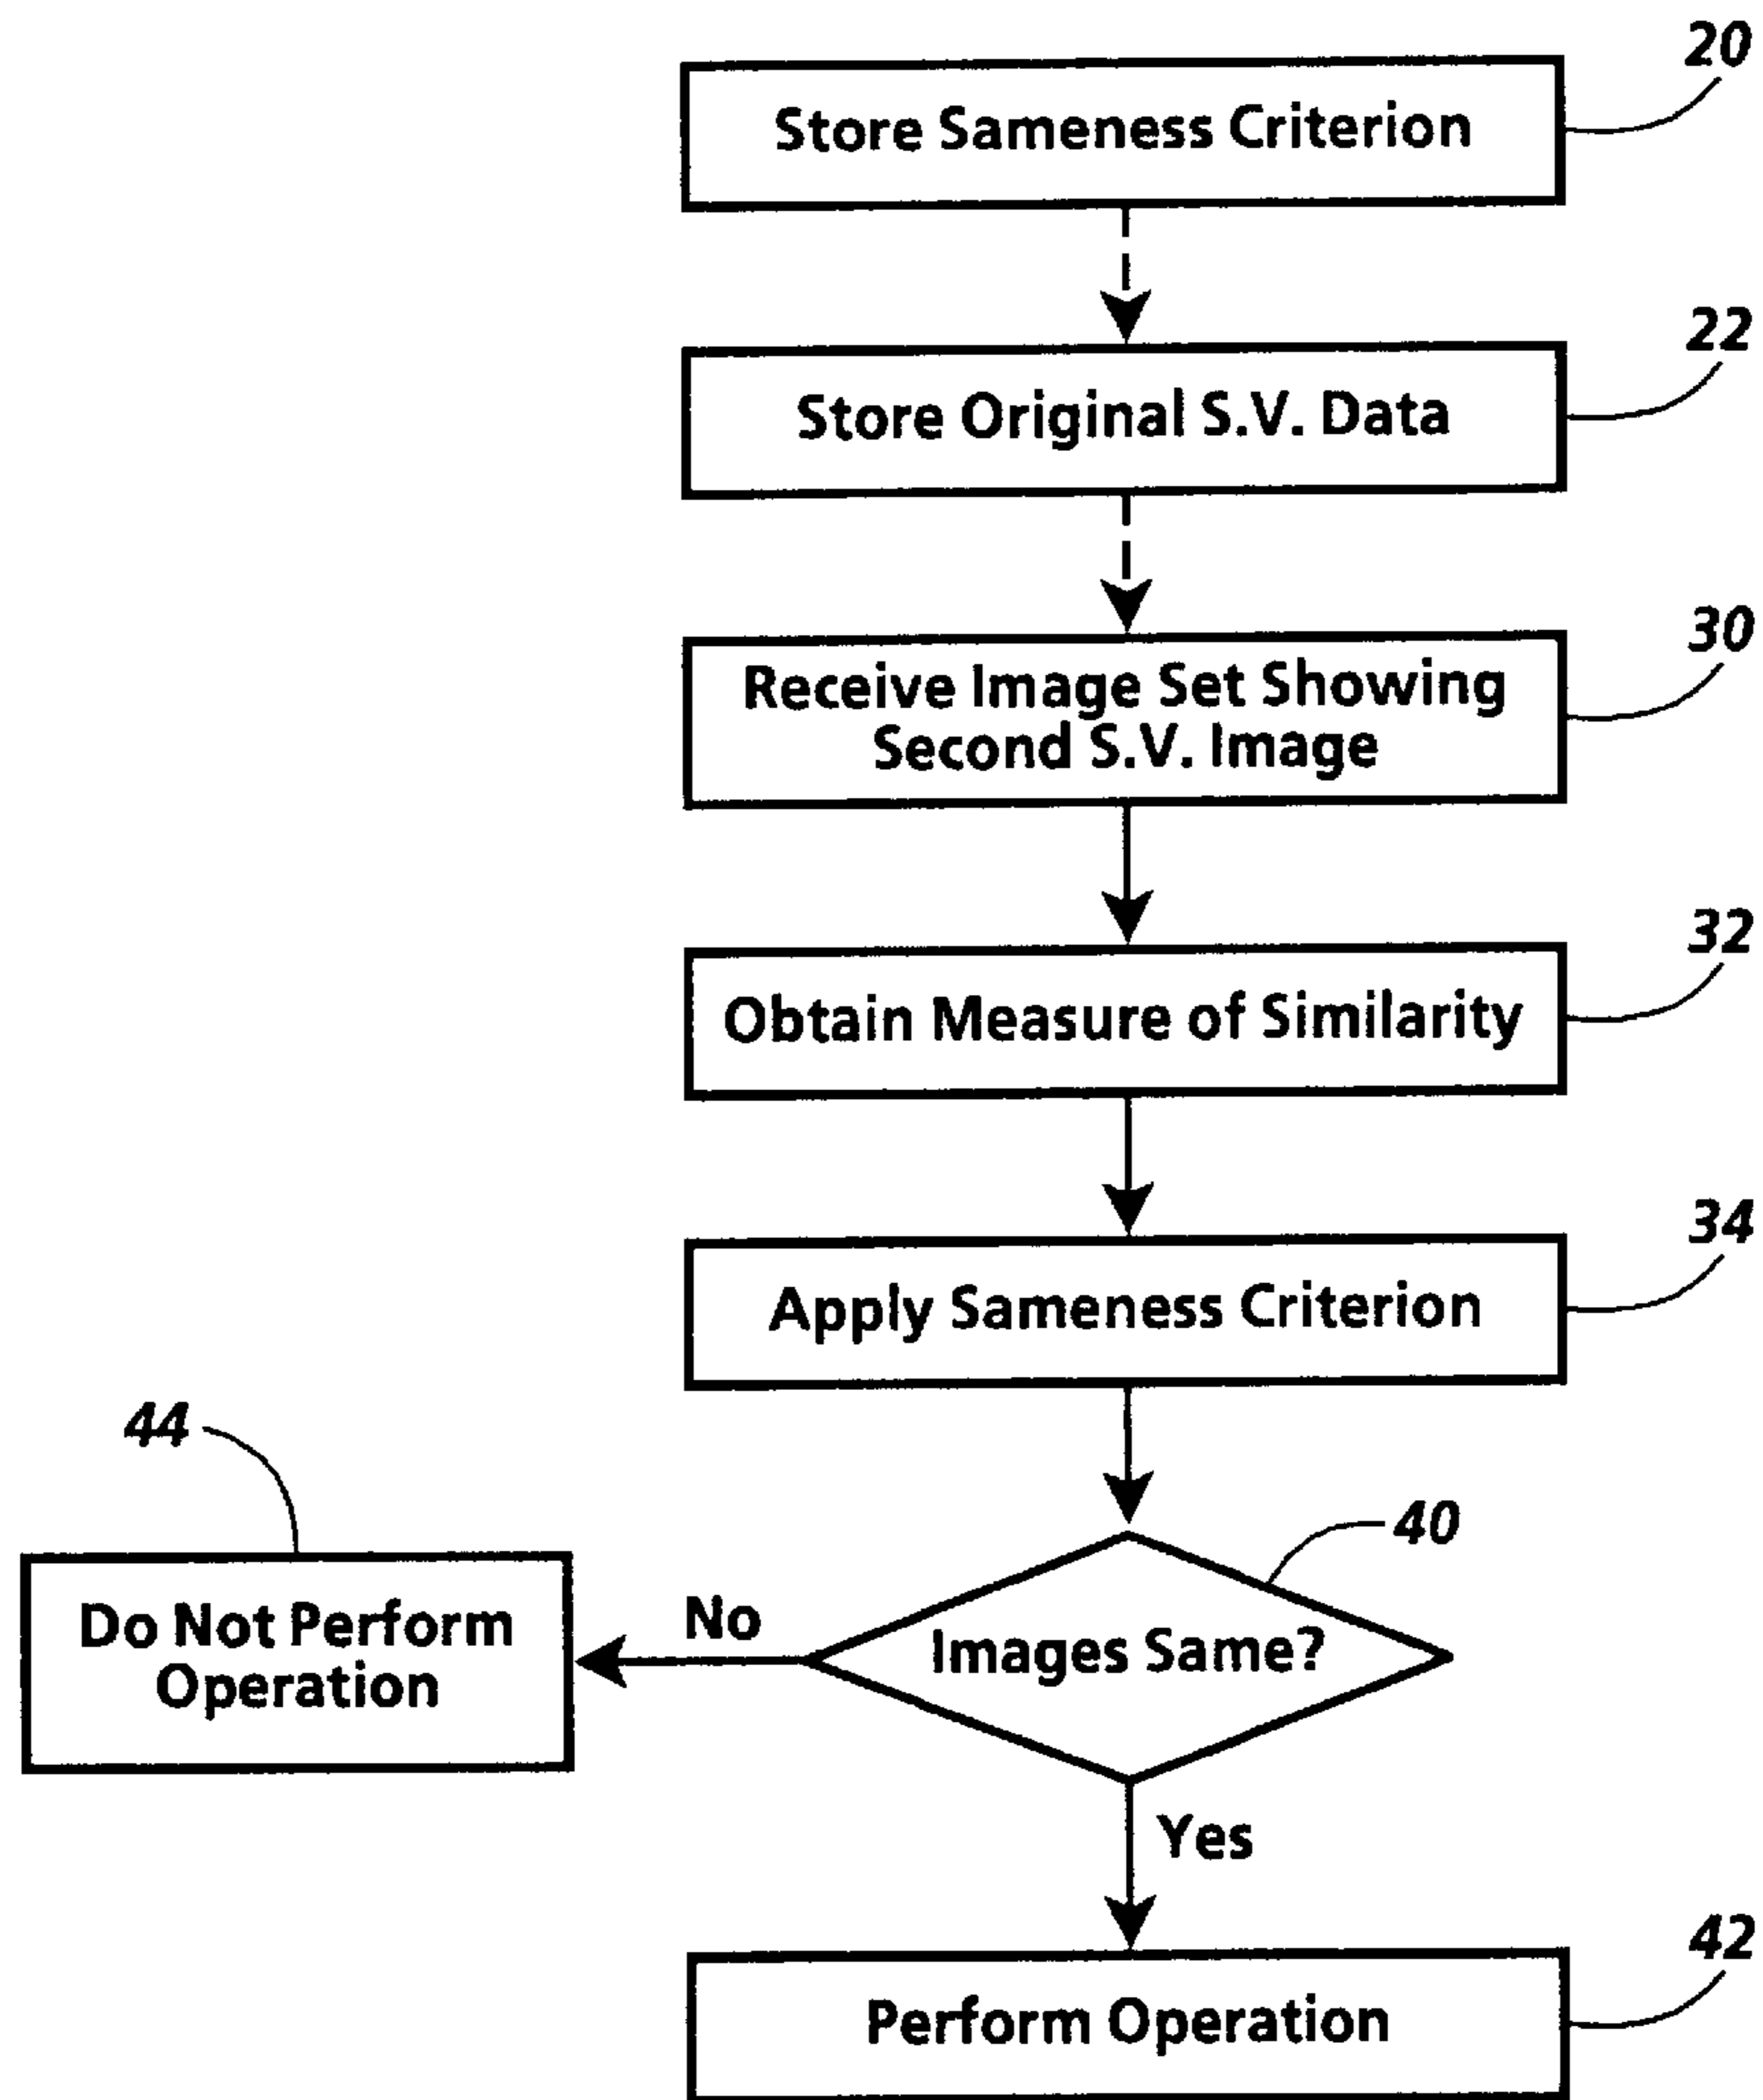 20
Store Sameness Criterion
22
Store Original S.V. Data
30
Receive Image Set Showing
Second S.V. Image
32
Obtain Measure of Similarity
34
Apply Sameness Criterion
44
40
Do Not Perform
Operation
No
Images Same?
Yes
42
Perform Operation